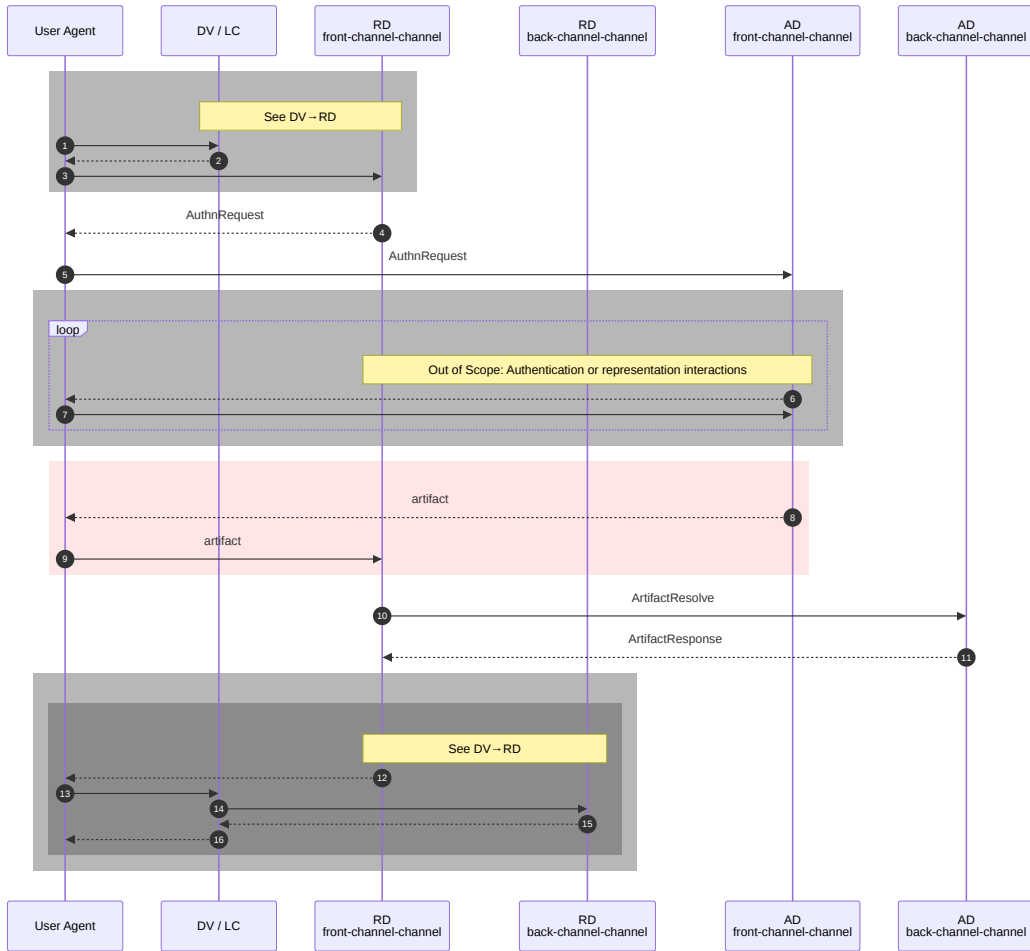 User Agent
DV / LC
RD
front-channel-channel
RD
back-channel-channel
AD
front-channel-channel
AD
back-channel-channel
See DV→RD
1
2
3
AuthnRequest
4
AuthnRequest
5
loop
Out of Scope: Authentication or representation interactions
6
7
artifact
8
artifact
9
ArtifactResolve
10
ArtifactResponse
11
See DV→RD
12
13
14
15
16
User Agent
DV / LC
RD
front-channel-channel
RD
back-channel-channel
AD
front-channel-channel
AD
back-channel-channel